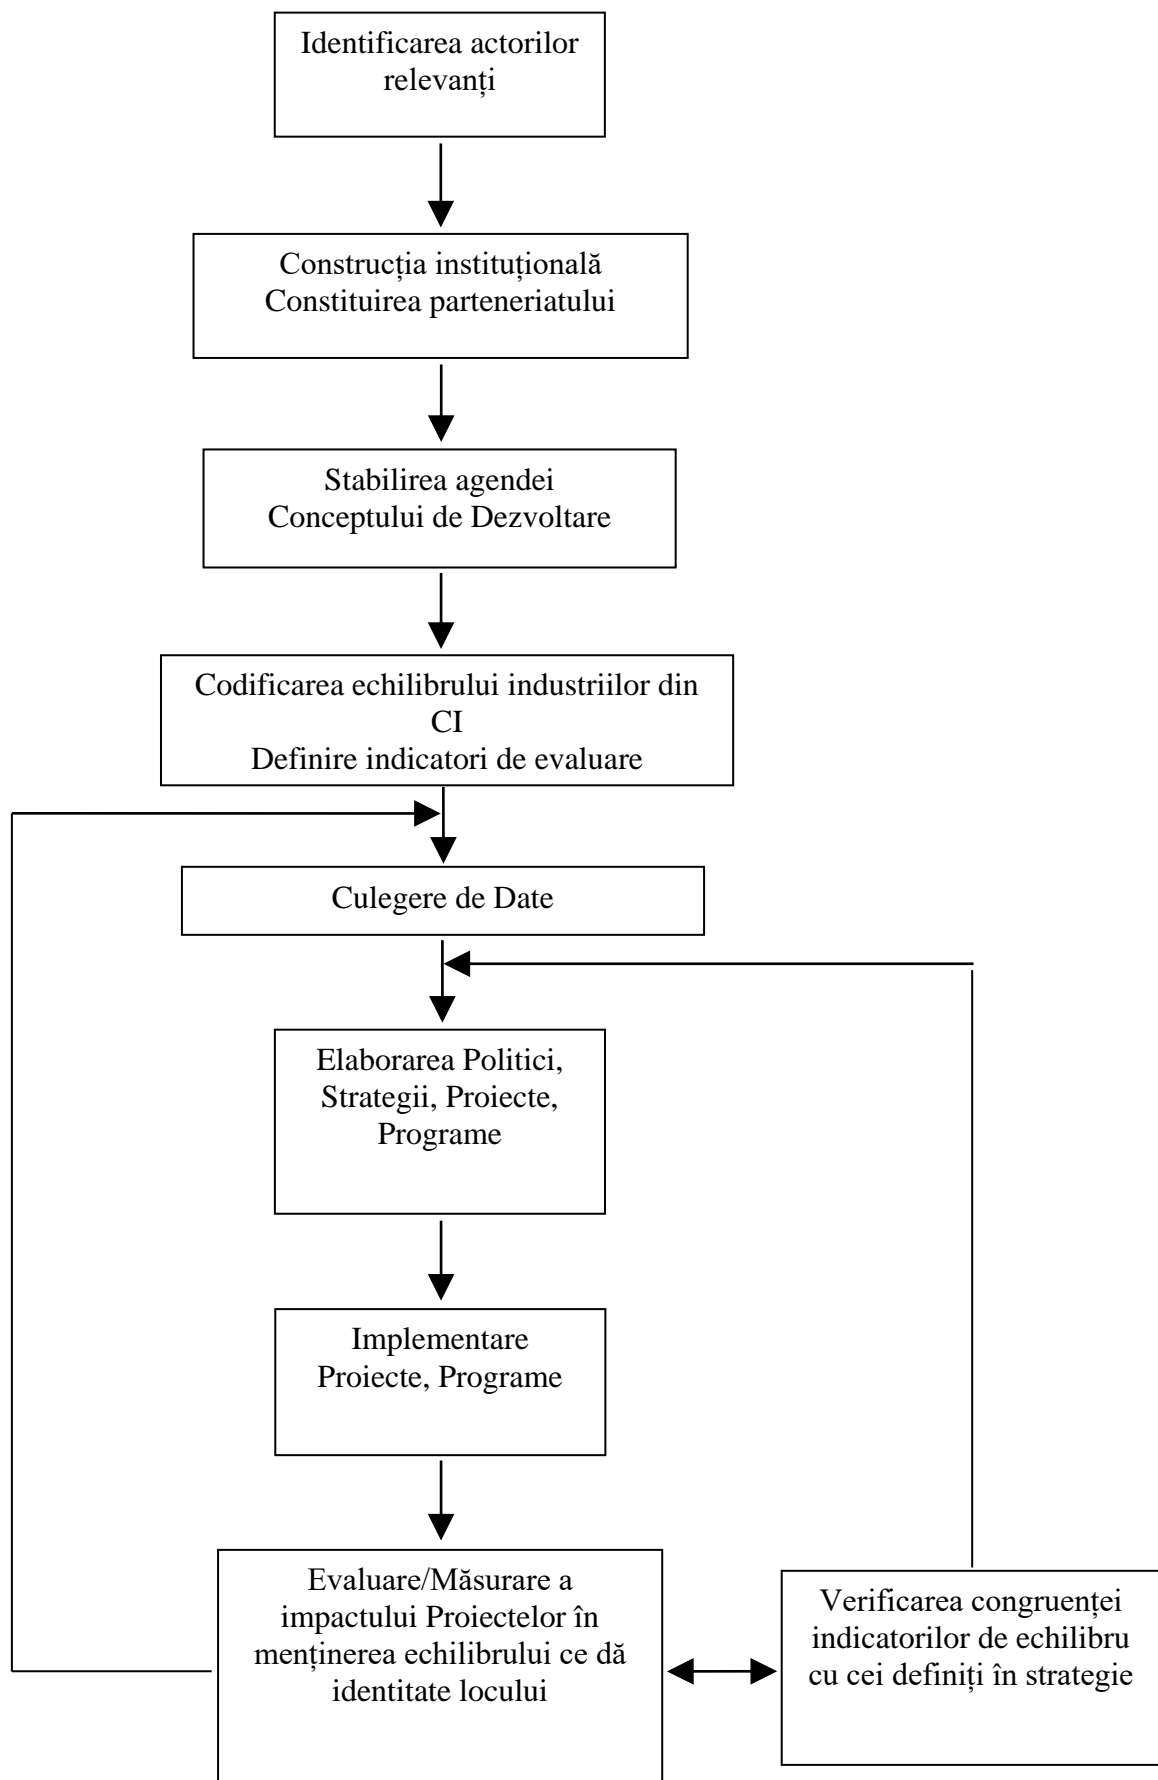 Identificarea actorilor
relevanți
Construcția instituțională
Constituirea parteneriatului
Stabilirea agendei
Conceptului de Dezvoltare
Codificarea echilibrului industriilor din
CI
Definire indicatori de evaluare
Culegere de Date
Elaborarea Politici,
Strategii, Proiecte,
Programe
Implementare
Proiecte, Programe
Evaluare/Măsurare a
impactului Proiectelor în
menținerea echilibrului ce dă
identitate locului
Verificarea congruenței
indicatorilor de echilibru
cu cei definiți în strategie